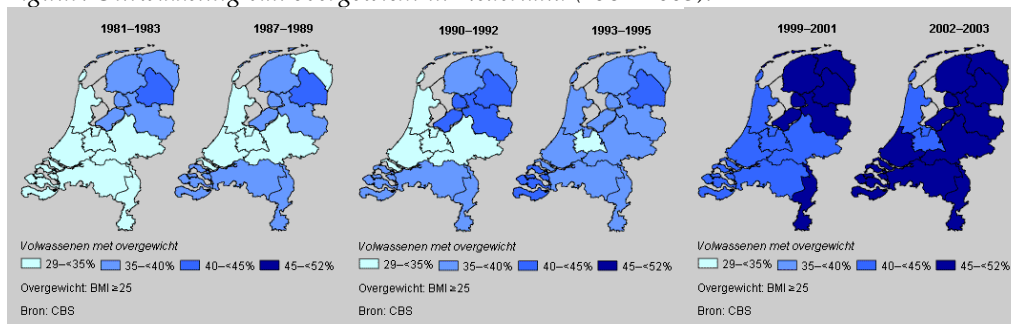 1981–1983 1987–1989 1990–1992 1993–1995 1999–2001 2002–2003
Volwassenen met overgewicht Volwassenen met overgewicht Volwassenen met overgewicht
29–<35% 35–<40% 40–<45% 45–<52% 29–<35% 35–<40% 40–<45% 45–<52% 29–<35% 35–<40% 40–<45% 45–<52%
Overgewicht: BMI ≥25 Overgewicht: BMI ≥25 Overgewicht: BMI ≥25
Bron: CBS Bron: CBS Bron: CBS